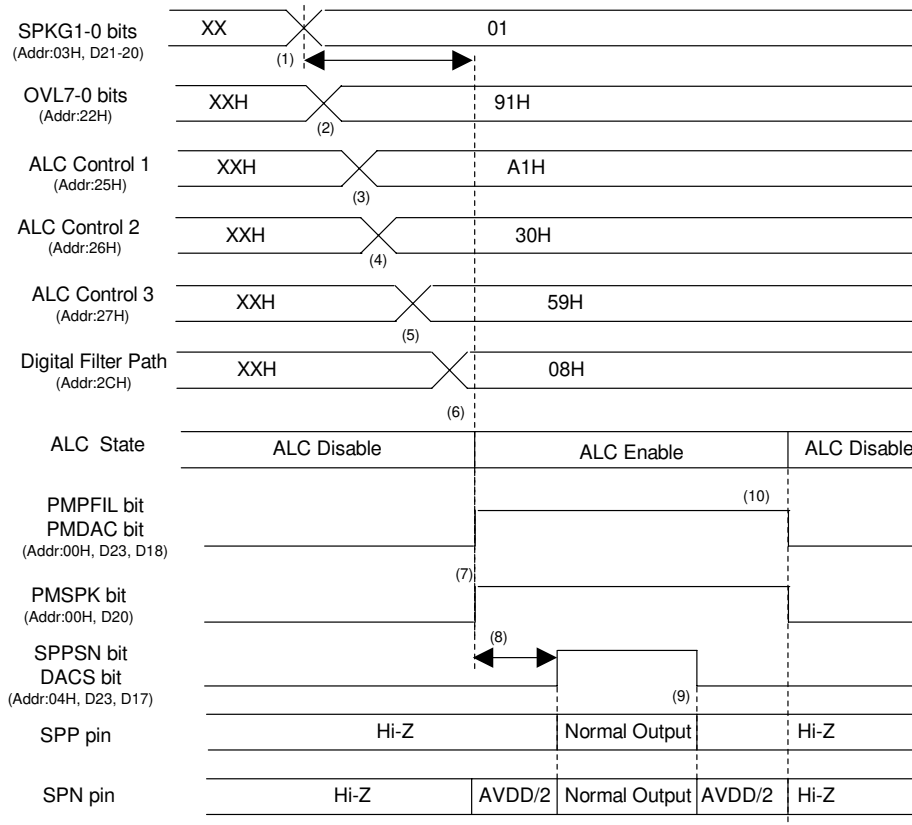 SPKG1-0 bits XX 01
(Addr:03H, D21-20) (1)
OVL7-0 bits XXH 91H
(Addr:22H) (2)
ALC Control 1 XXH A1H
(Addr:25H) (3)
ALC Control 2 XXH 30H
(Addr:26H) (4)
ALC Control 3 XXH 59H
(Addr:27H) (5)
Digital Filter Path XXH 08H
(Addr:2CH) (6)
ALC State ALC Disable ALC Enable ALC Disable
PMPFIL bit (10)
PMDAC bit
(Addr:00H, D23, D18)
(7)
PMSPK bit
(Addr:00H, D20)
(8)
SPPSN bit
DACS bit
(Addr:04H, D23, D17) (9)
SPP pin Hi-Z Normal Output Hi-Z
SPN pin Hi-Z AVDD/2 Normal Output AVDD/2 Hi-Z